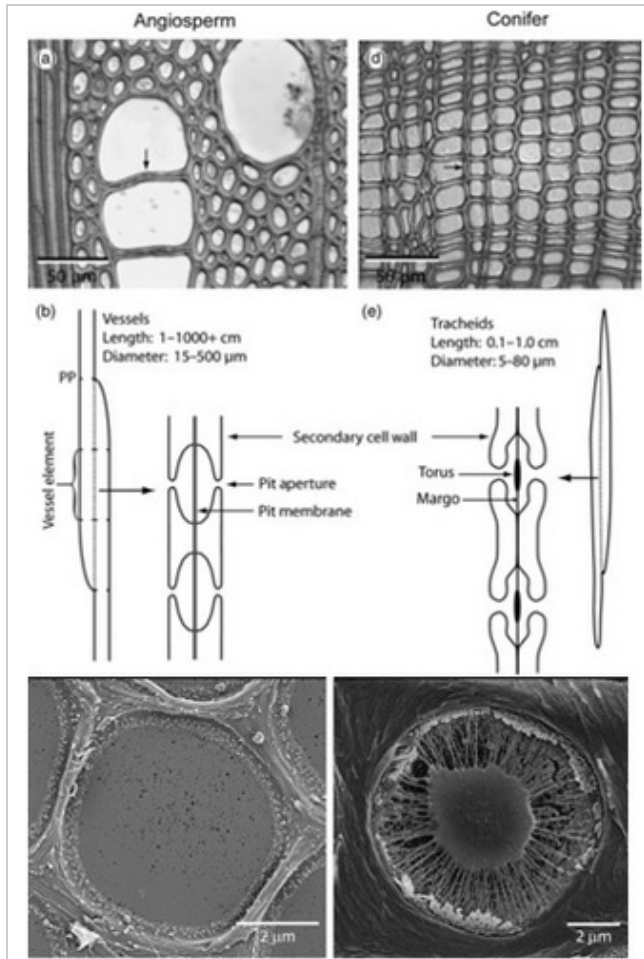 Angiosperm
Conifer
(a)
(d)
50 µm
50 µm
(b)
Vessels
Length: 1–1000+ cm
Diameter: 15–500 µm
PP
Vessel element
(e)
Tracheids
Length: 0.1–1.0 cm
Diameter: 5–80 µm
Secondary cell wall
Pit aperture
Pit membrane
Torus
Margo
2 µm
2 µm